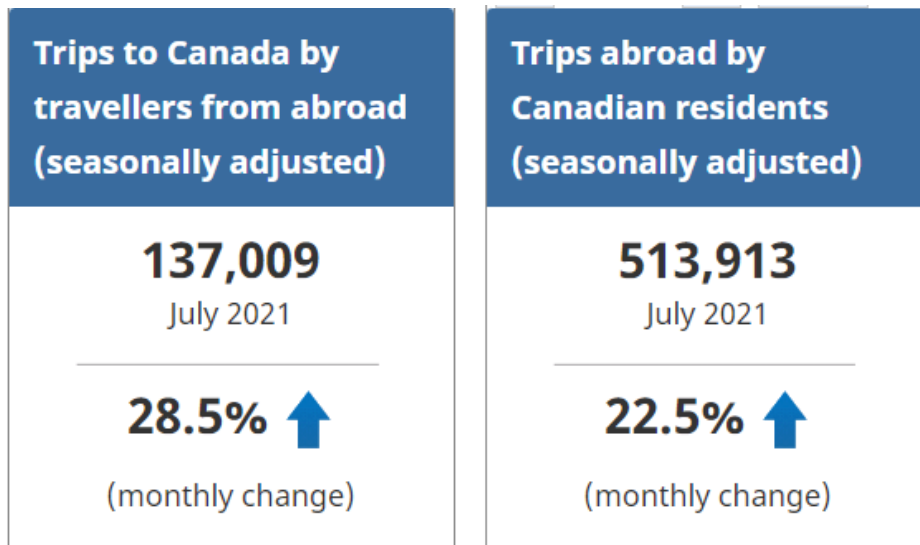 Trips to Canada by
travellers from abroad
(seasonally adjusted)
137,009
July 2021
28.5%
(monthly change)
Trips abroad by
Canadian residents
(seasonally adjusted)
513,913
July 2021
22.5%
(monthly change)